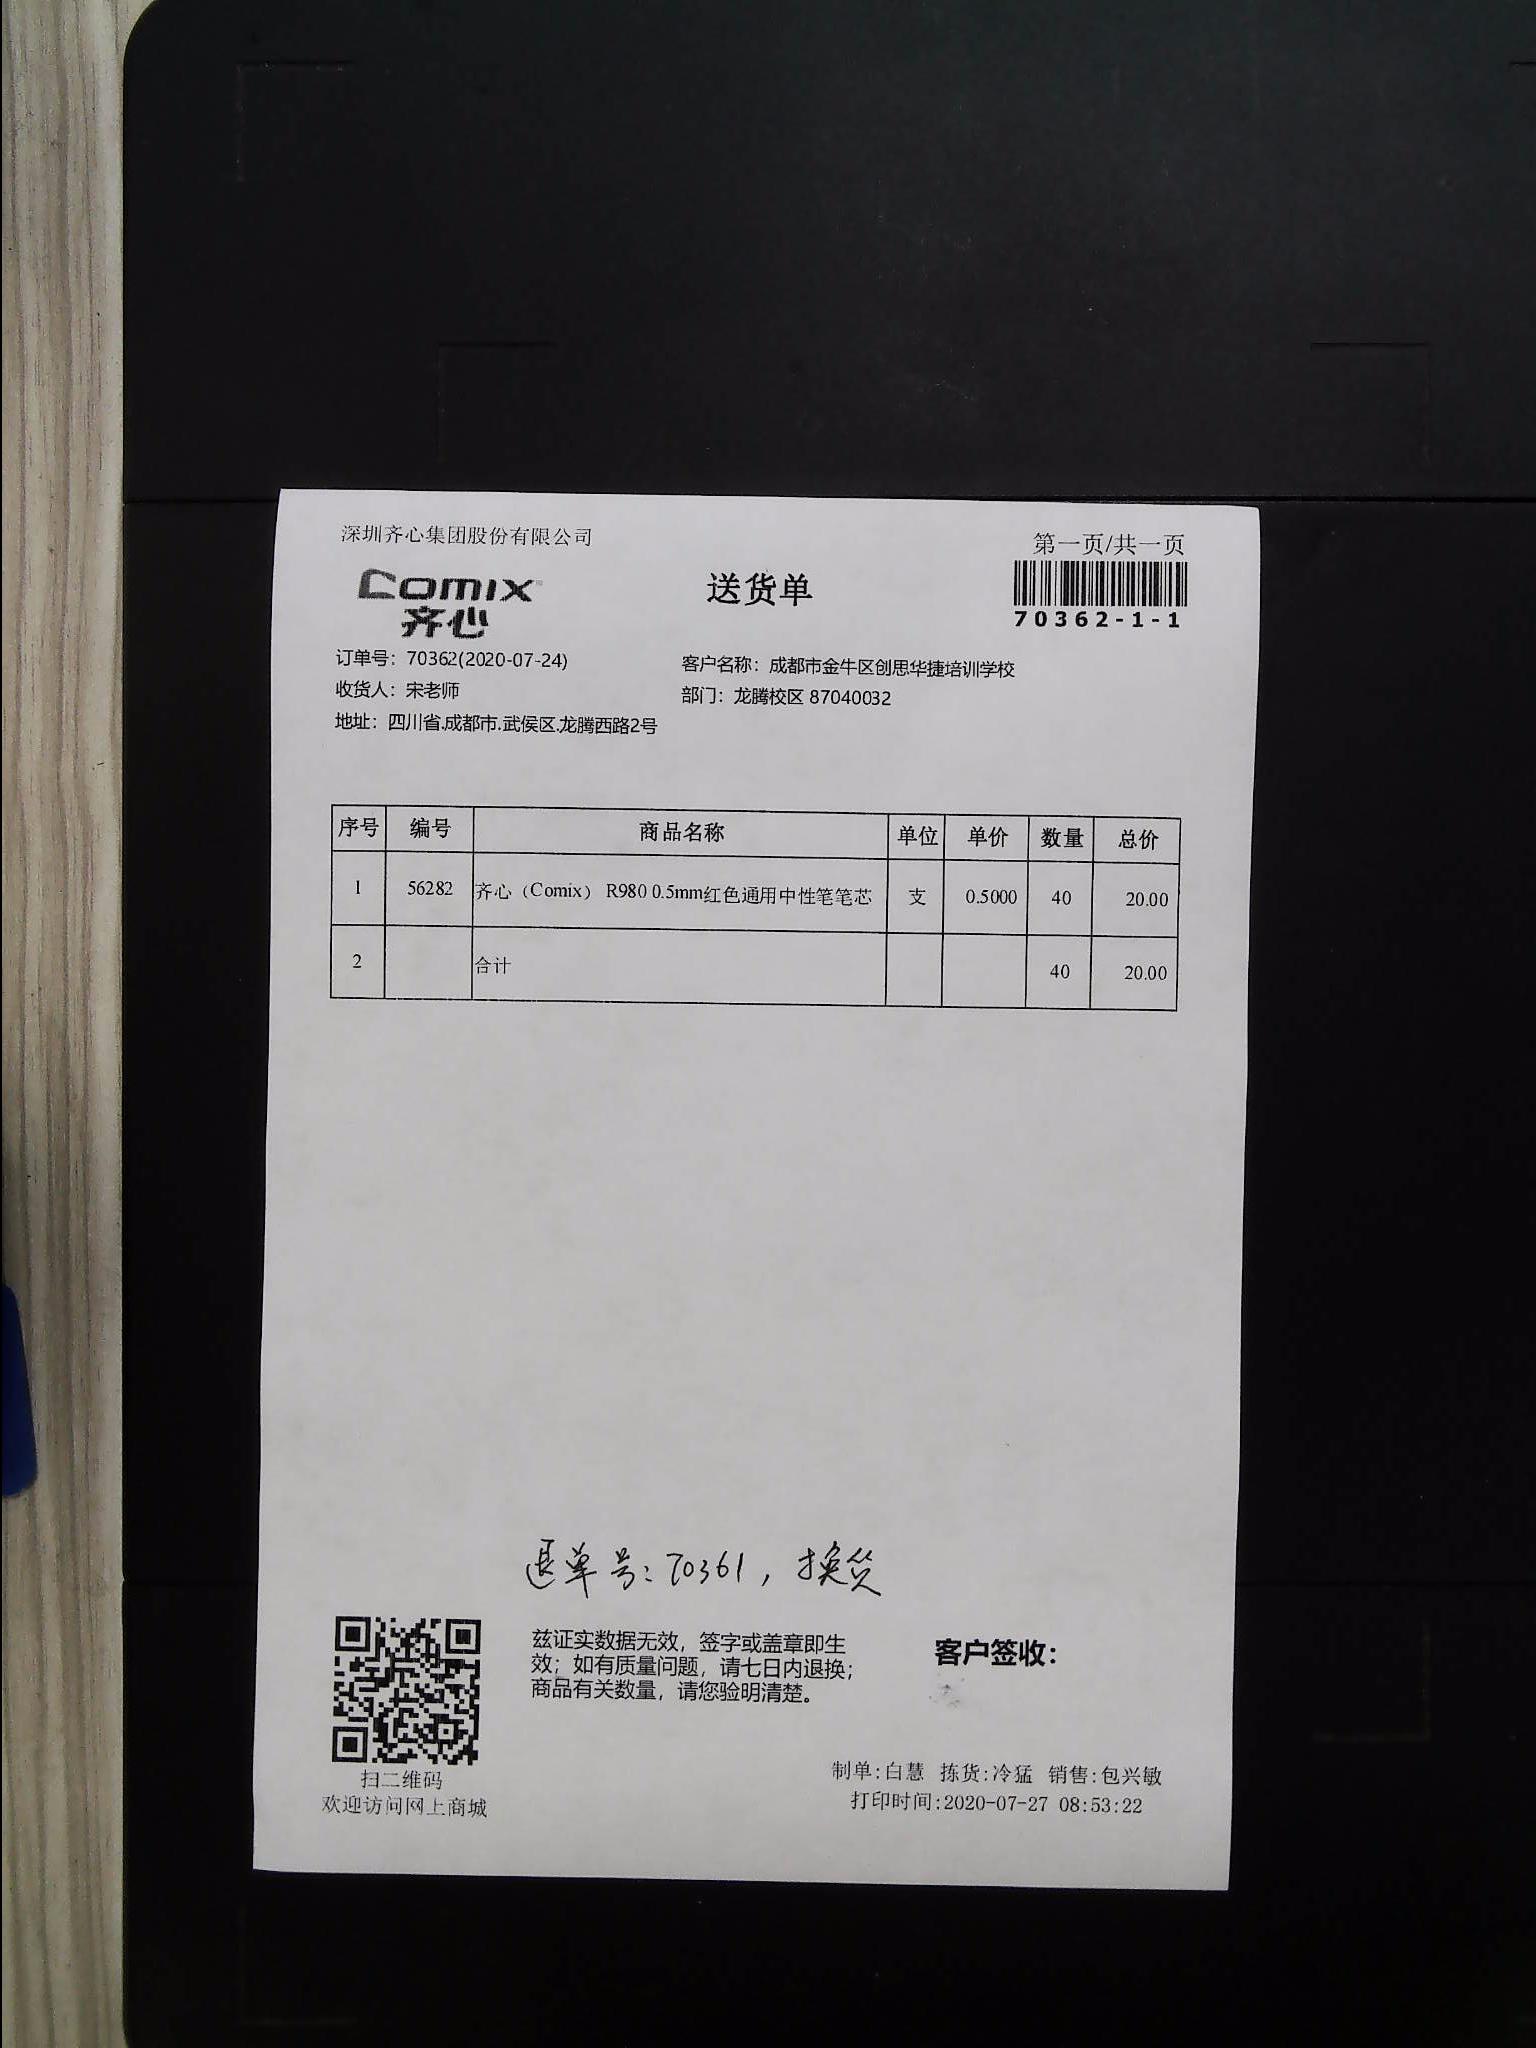 深圳齐心集团股份有限公司
第一页/共一页
Comix
齐心
送货单
70362-1-1
订单号：70362(2020-07-24)
客户名称：成都市金牛区创思华捷培训学校
收货人：宋老师
部门：龙腾校区 87040032
地址：四川省.成都市.武侯区.龙腾西路2号
序号 编号 商品名称 单位 单价 数量 总价
1 56282 齐心（Comix） R980 0.5mm红色通用中性笔笔芯 支 0.5000 40 20.00
2 合计 40 20.00
退单号：70361，换货
兹证实数据无效，签字或盖章即生
效；如有质量问题，请七日内退换；
商品有关数量，请您验明清楚。
客户签收：
扫二维码
欢迎访问网上商城
制单:白慧 拣货:冷猛 销售:包兴敏
打印时间:2020-07-27 08:53:22